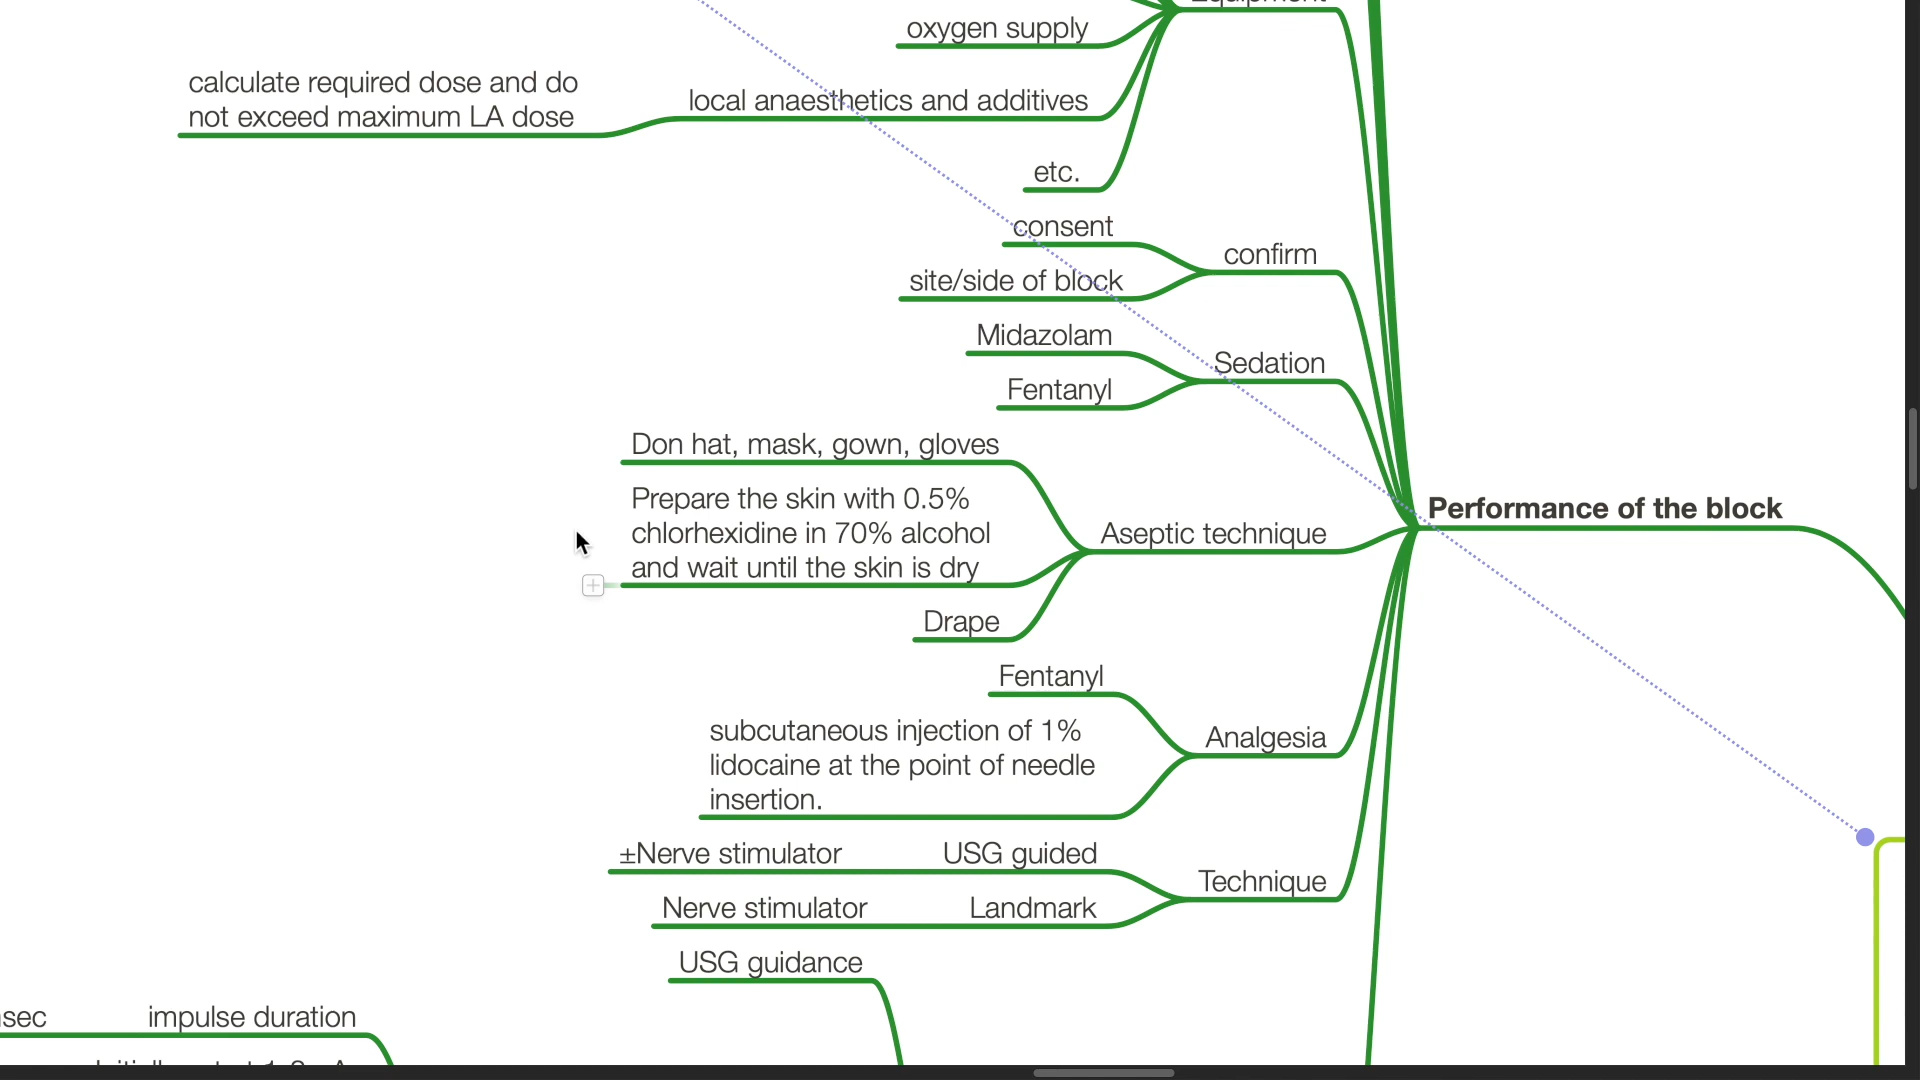 Equipment
oxygen supply
calculate required dose and do
not exceed maximum LA dose
local anaesthetics and additives
etc.
consent
confirm
site/side of block
Midazolam
Sedation
Fentanyl
Don hat, mask, gown, gloves
Prepare the skin with 0.5%
chlorhexidine in 70% alcohol
and wait until the skin is dry
Aseptic technique
Performance of the block
Drape
Fentanyl
subcutaneous injection of 1%
lidocaine at the point of needle
insertion.
Analgesia
±Nerve stimulator
USG guided
Technique
Nerve stimulator
Landmark
USG guidance
impulse duration